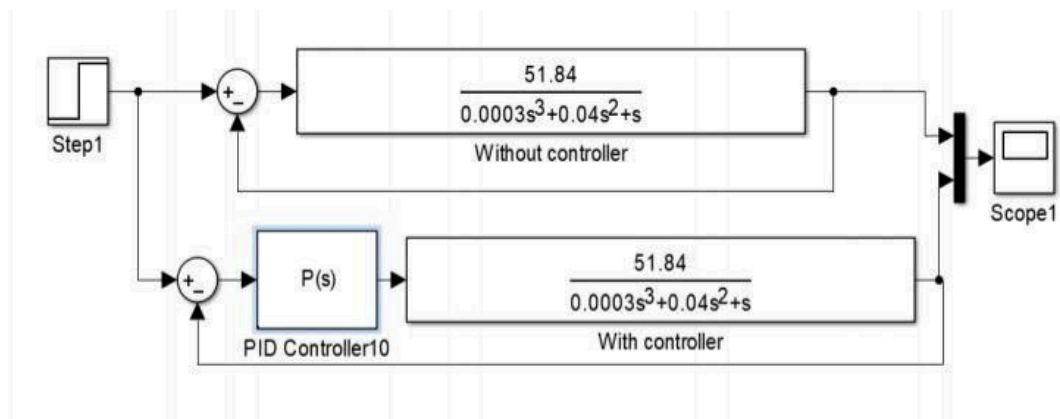 51.84
0.0003s³+0.04s²+s
Without controller
Step1
+
−
Scope1
P(s)
PID Controller10
51.84
0.0003s³+0.04s²+s
With controller
+
−